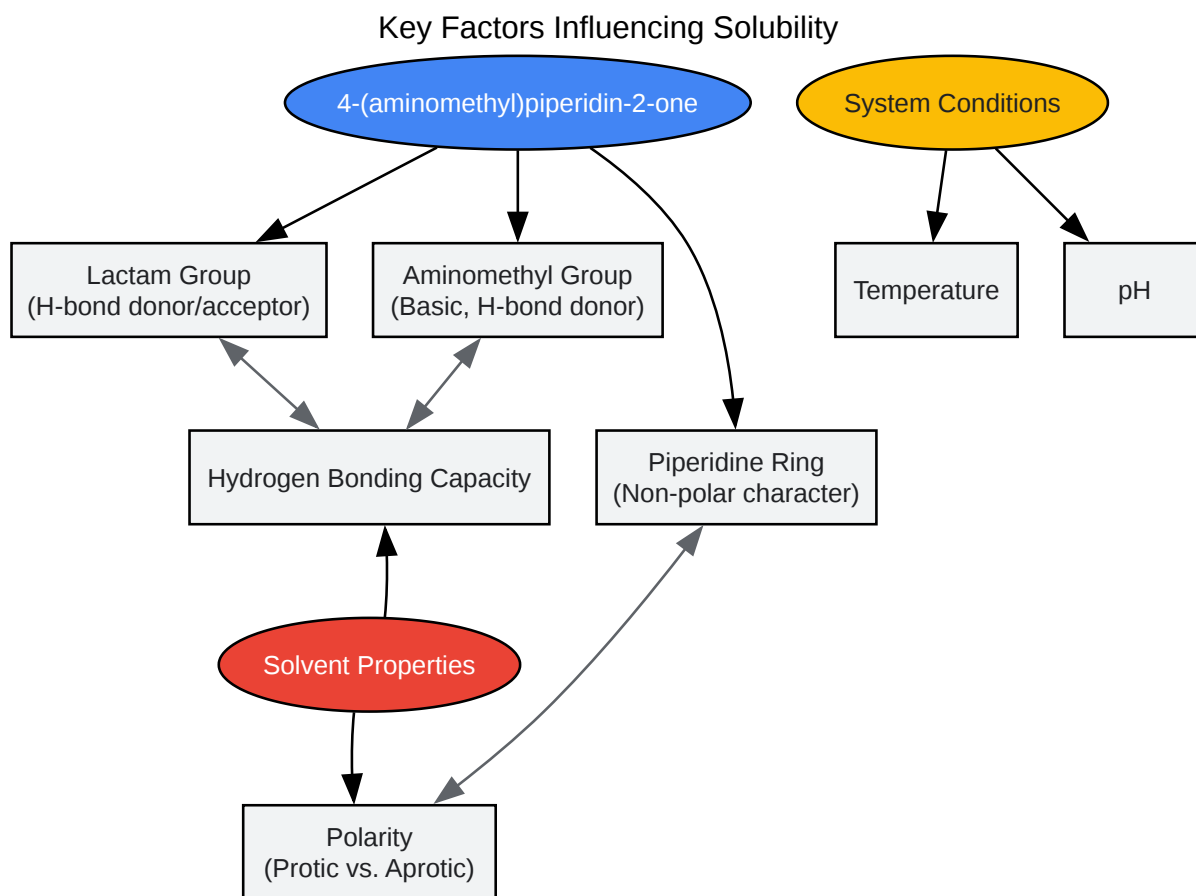 Key Factors Influencing Solubility
4-(aminomethyl)piperidin-2-one
System Conditions
Lactam Group
(H-bond donor/acceptor)
Aminomethyl Group
(Basic, H-bond donor)
Temperature
pH
Hydrogen Bonding Capacity
Piperidine Ring
(Non-polar character)
Solvent Properties
Polarity
(Protic vs. Aprotic)